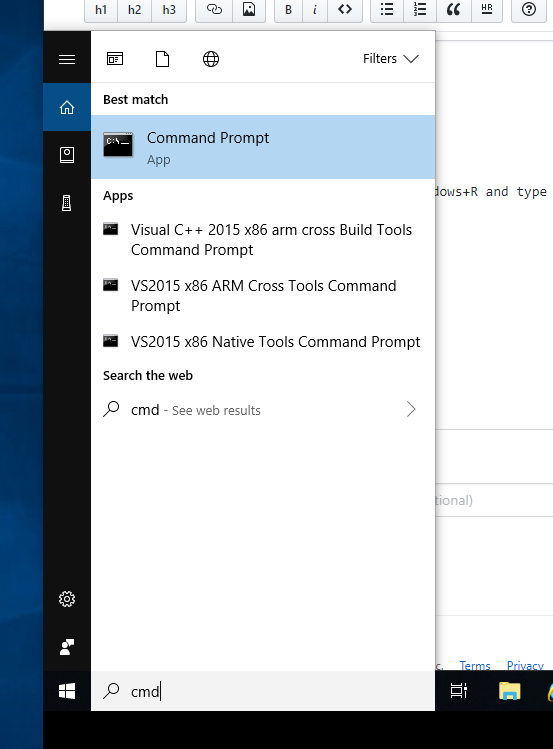 h1 h2 h3 B i HR
Filters
Best match
Command Prompt
App
Apps
dows+R and type
Visual C++ 2015 x86 arm cross Build Tools
Command Prompt
VS2015 x86 ARM Cross Tools Command
Prompt
VS2015 x86 Native Tools Command Prompt
Search the web
cmd - See web results
tional)
c. Terms Privacy
cmd